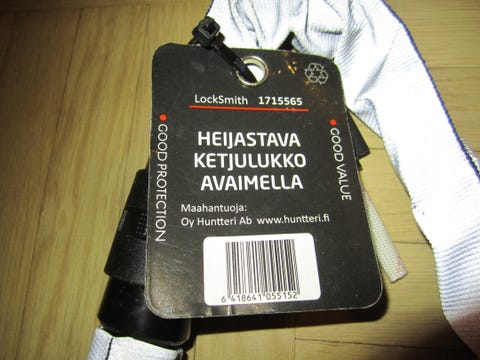 LockSmith 1715565
GOOD PROTECTION
GOOD VALUE
HEIJASTAVA
KETJULUKKO
AVAIMELLA
Maahantuoja:
Oy Huntteri Ab www.huntteri.fi
6 418641 055152